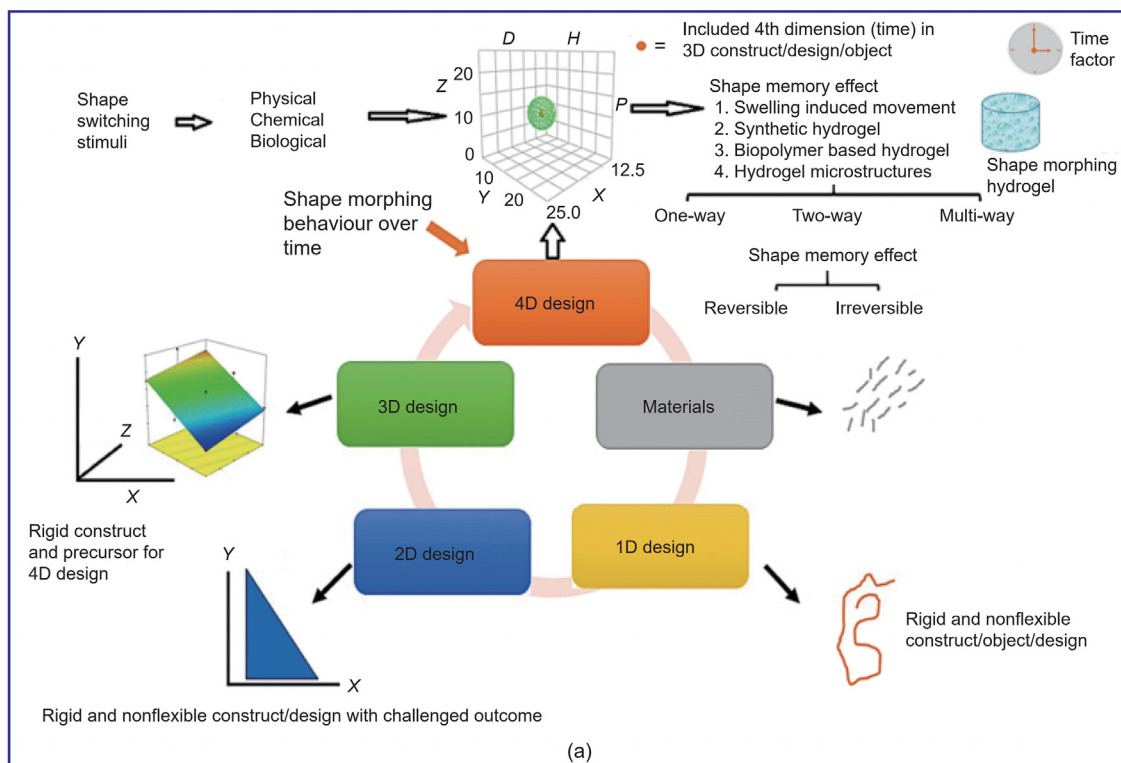 D
H
Z
20
10
0
10
Y
20
25.0
X
12.5
P
= Included 4th dimension (time) in
3D construct/design/object
Time
factor
Shape
switching
stimuli
Physical
Chemical
Biological
Shape memory effect
1. Swelling induced movement
2. Synthetic hydrogel
3. Biopolymer based hydrogel
4. Hydrogel microstructures
Shape morphing
hydrogel
One-way
Two-way
Multi-way
Shape memory effect
Reversible
Irreversible
Shape morphing
behaviour over
time
4D design
3D design
Materials
2D design
1D design
Y
Z
X
Rigid construct
and precursor for
4D design
Y
X
Rigid and nonflexible
construct/object/design
Rigid and nonflexible construct/design with challenged outcome
(a)